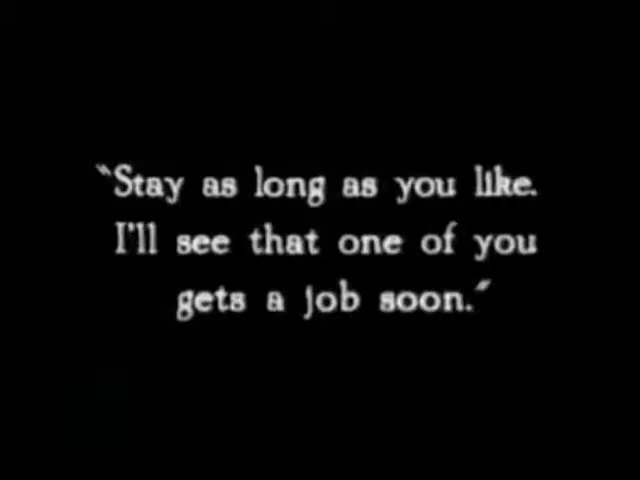 "Stay as long as you like.
I'll see that one of you
gets a job soon."